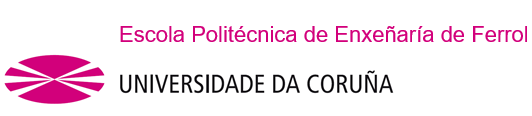 Escola Politécnica de Enxeñaría de Ferrol
UNIVERSIDADE DA CORUÑA